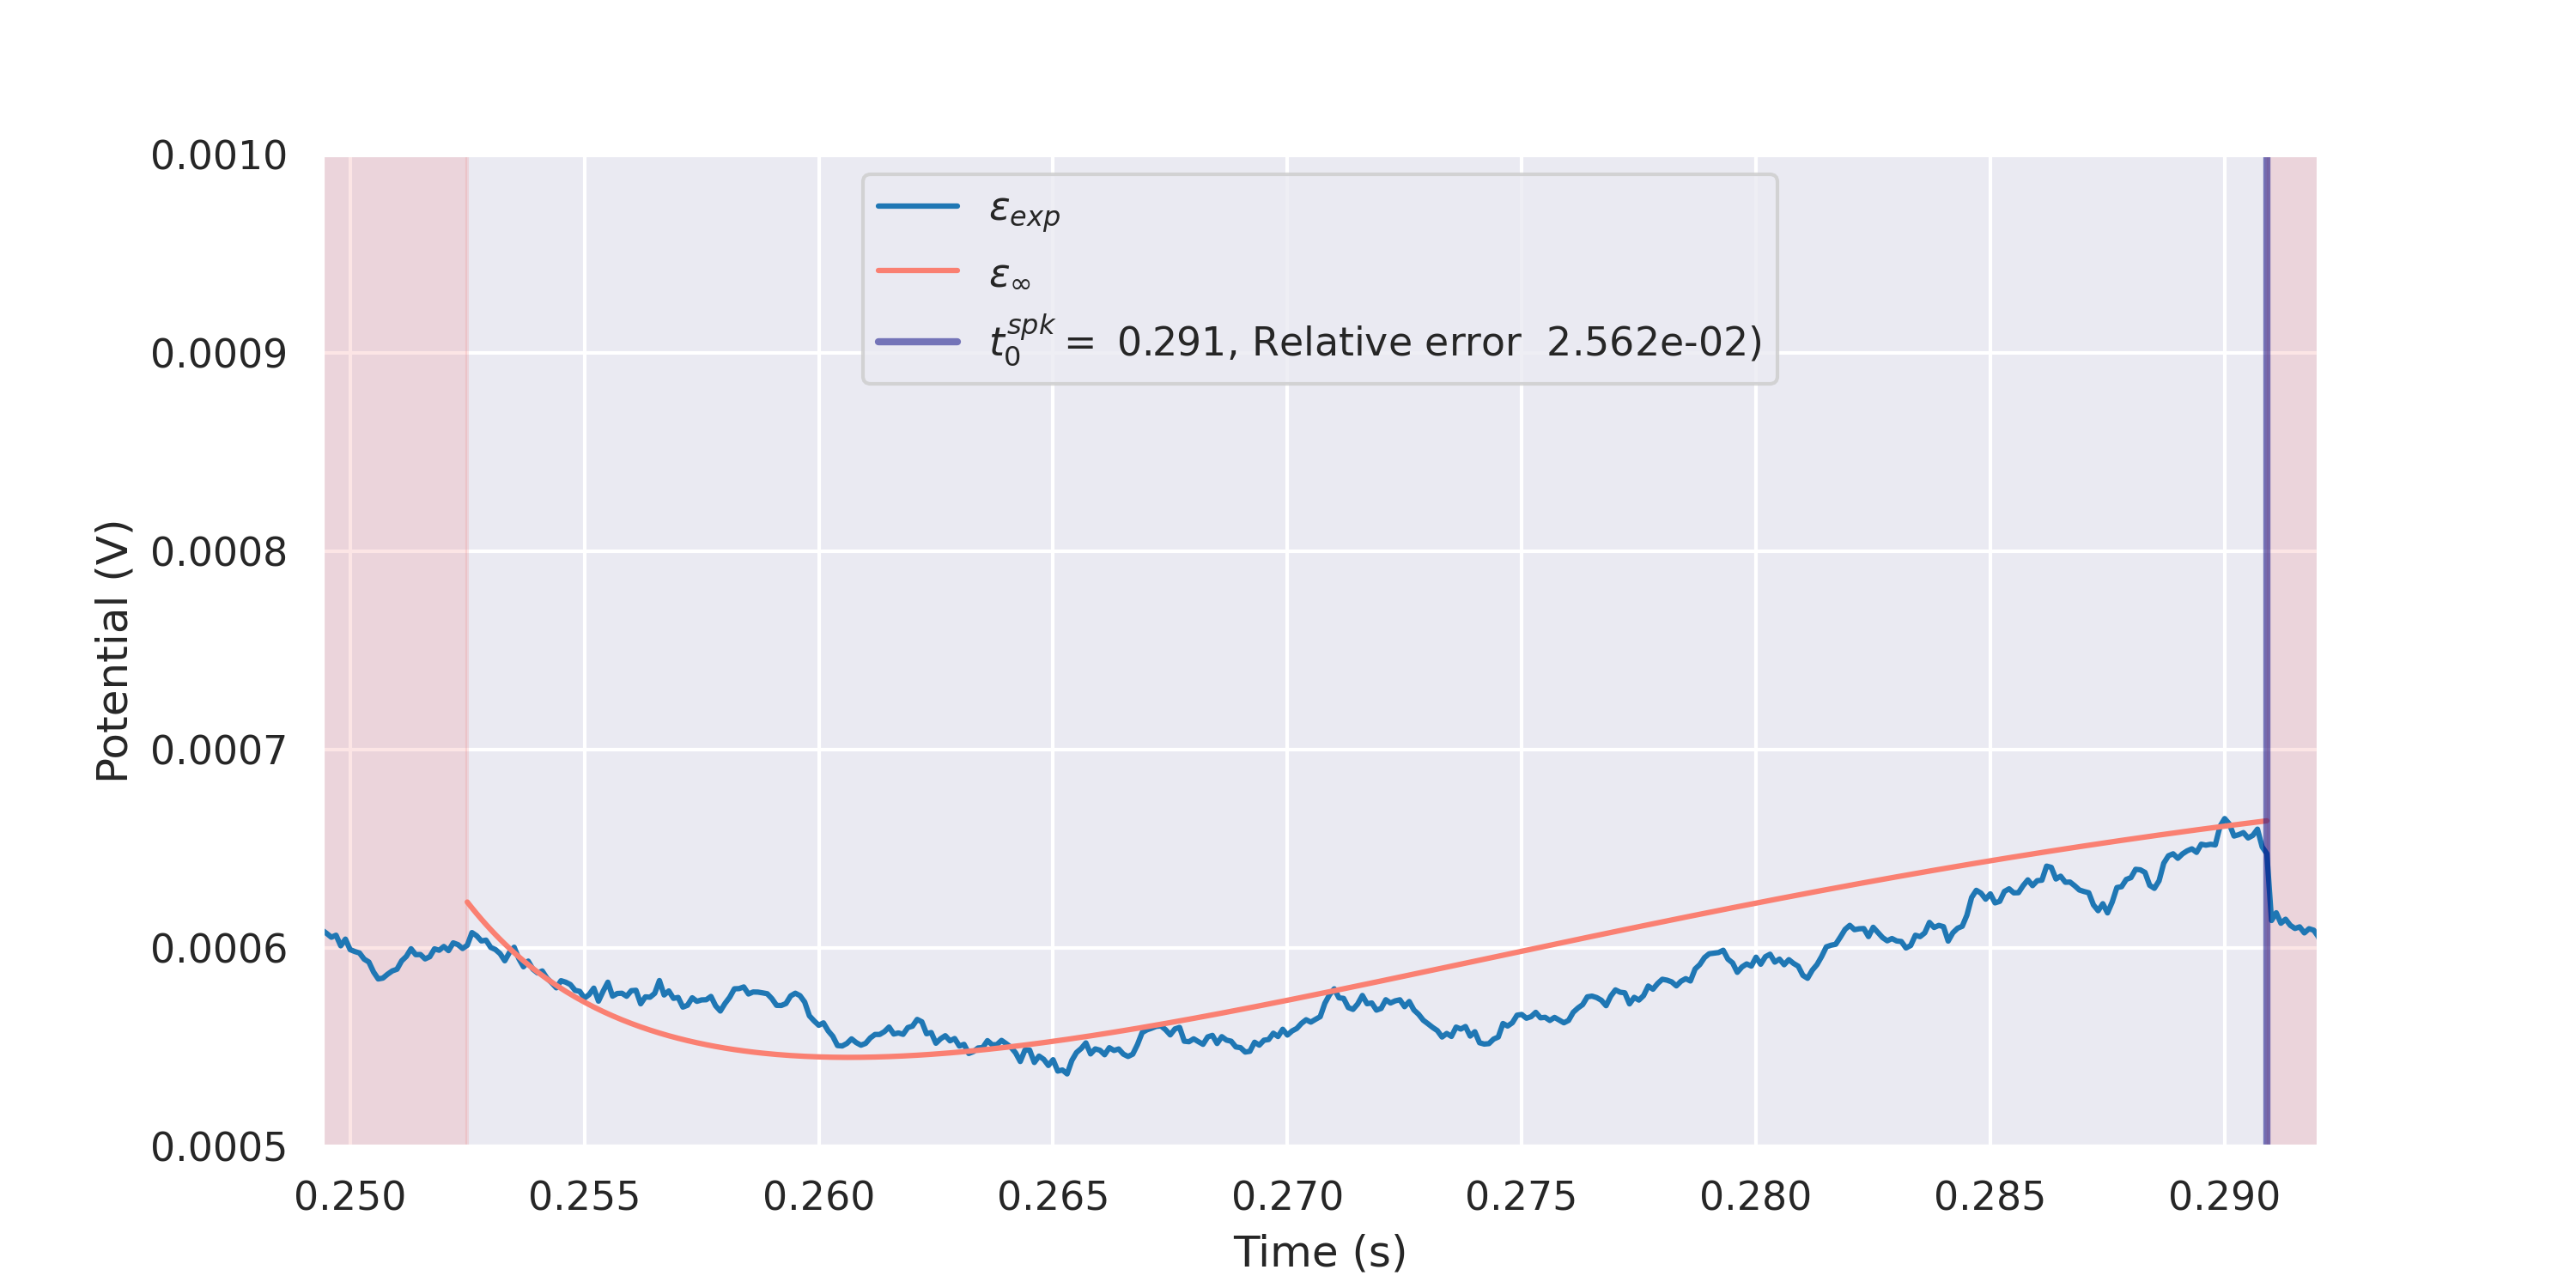 0.0010
0.0009
0.0008
0.0007
0.0006
0.0005
Potential (V)
ε_exp
ε_∞
t_0^spk = 0.291, Relative error 2.562e-02)
0.250 0.255 0.260 0.265 0.270 0.275 0.280 0.285 0.290
Time (s)